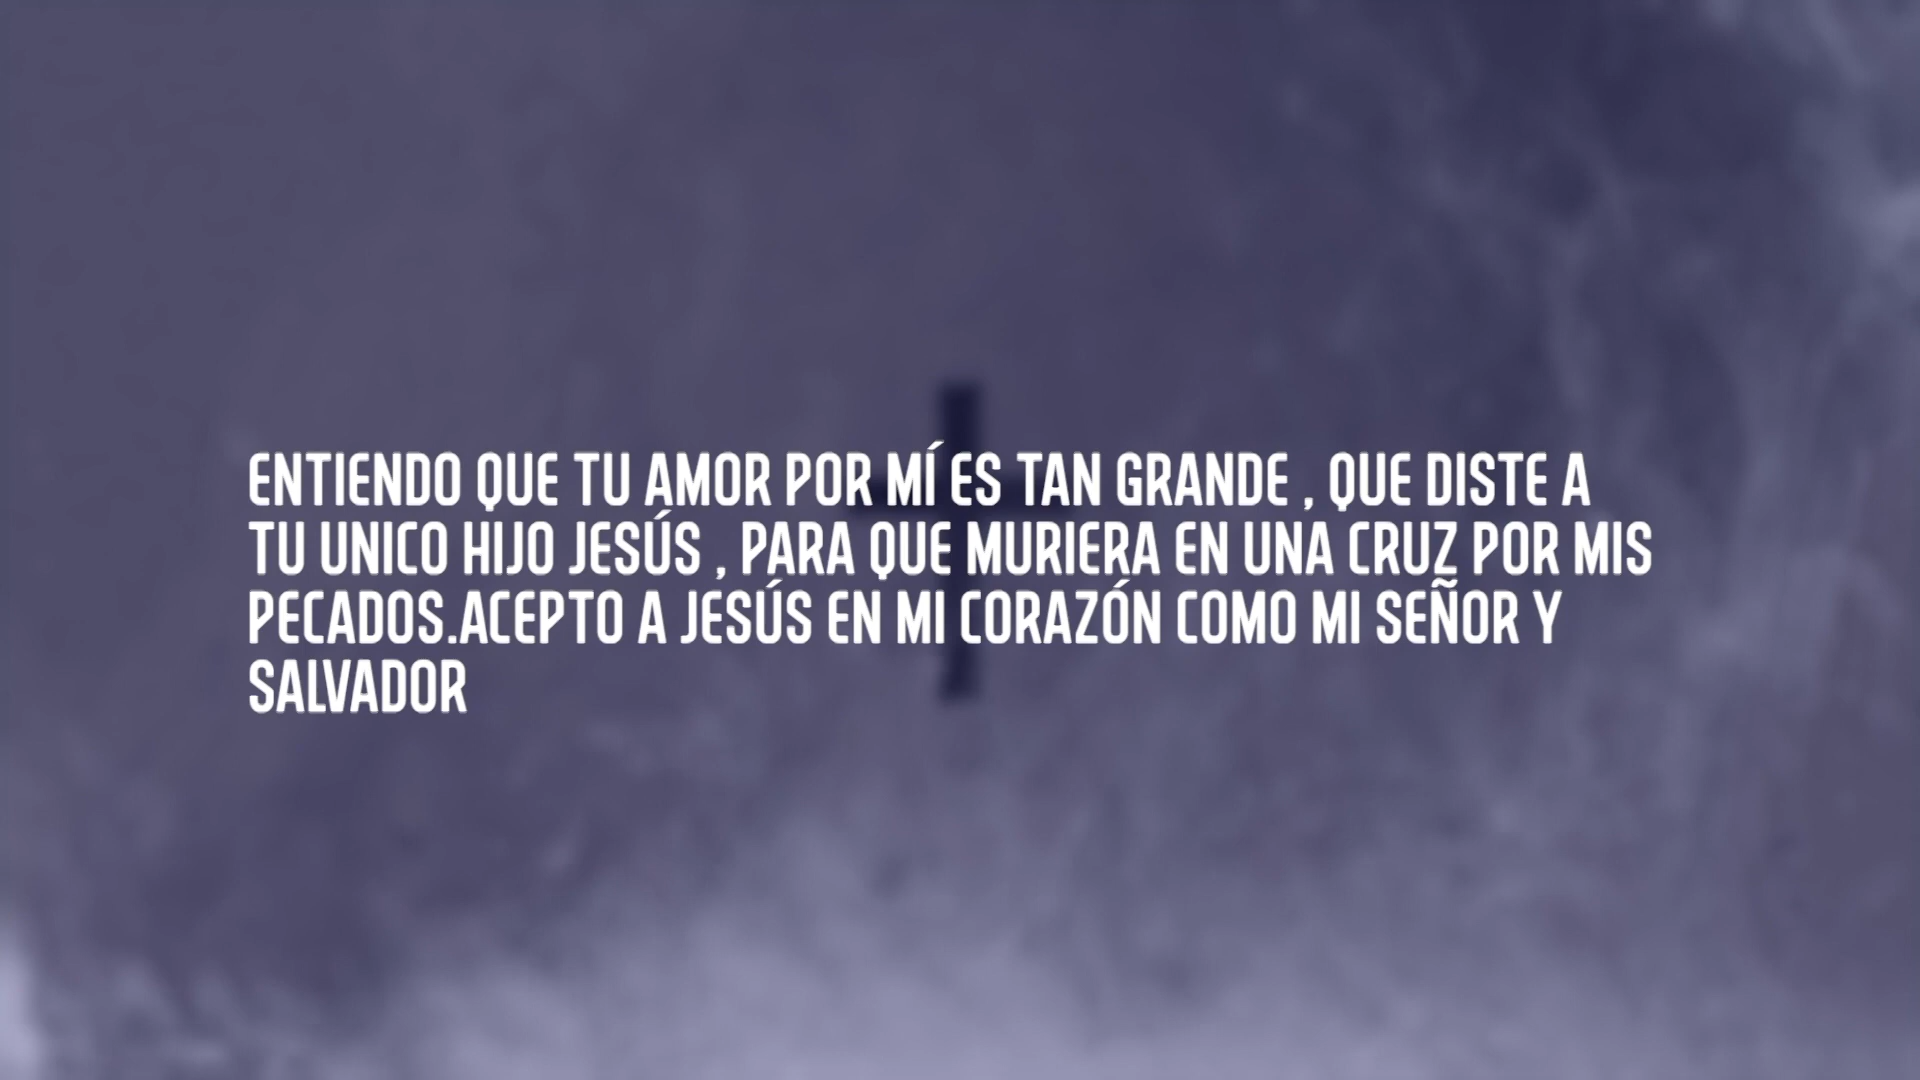 ENTIENDO QUE TU AMOR POR MÍ ES TAN GRANDE , QUE DISTE A
TU UNICO HIJO JESÚS , PARA QUE MURIERA EN UNA CRUZ POR MIS
PECADOS.ACEPTO A JESÚS EN MI CORAZÓN COMO MI SEÑOR Y
SALVADOR